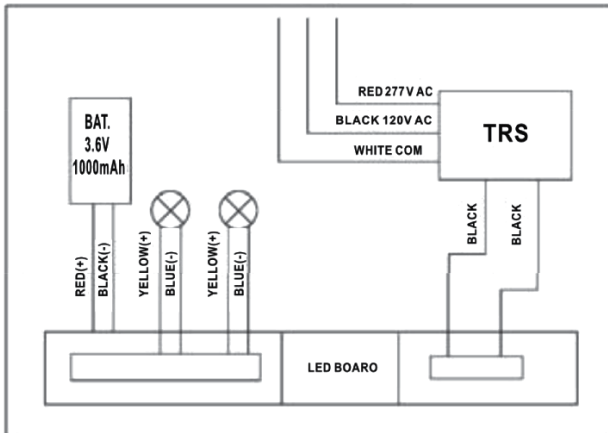 BAT.
3.6V
1000mAh
RED(+)
BLACK(-)
YELLOW(+)
BLUE(-)
YELLOW(+)
BLUE(-)
RED 277V AC
BLACK 120V AC
WHITE COM
TRS
BLACK
BLACK
LED BOARO